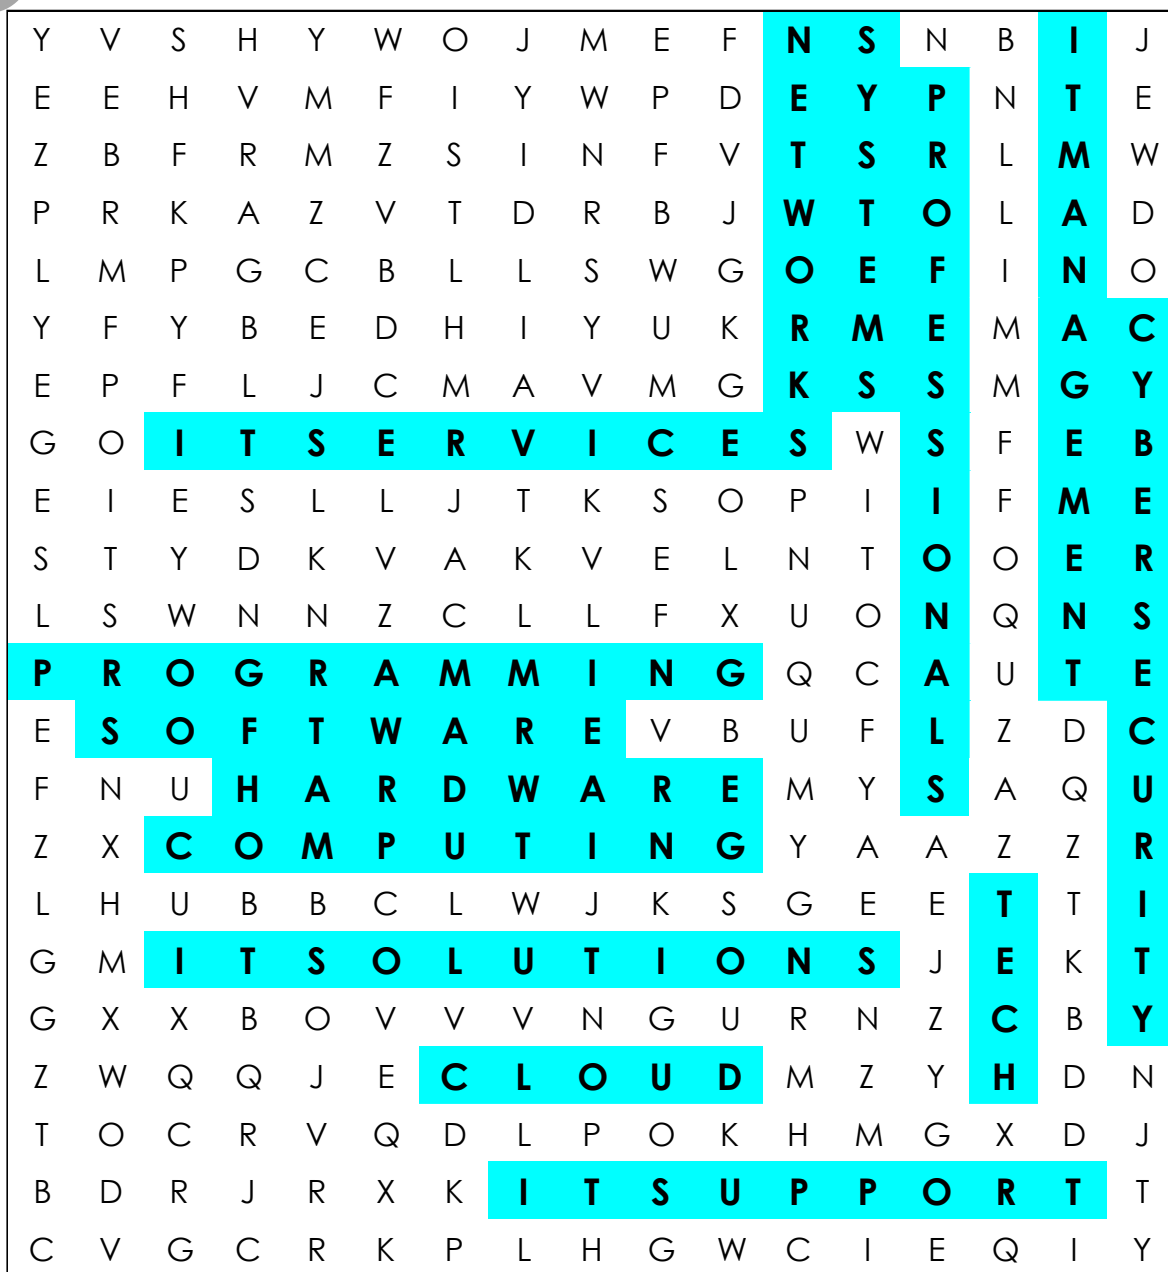 Y V S H Y W O J M E F N S N B I J
E E H V M F I Y W P D E Y P N T E
Z B F R M Z S I N F V T S R L M W
P R K A Z V T D R B J W T O L A D
L M P G C B L L S W G O E F I N O
Y F Y B E D H I Y U K R M E M A C
E P F L J C M A V M G K S S M G Y
G O I T S E R V I C E S W S F E B
E I E S L L J T K S O P I I F M E
S T Y D K V A K V E L N T O O E R
L S W N N Z C L L F X U O N Q N S
P R O G R A M M I N G Q C A U T E
E S O F T W A R E V B U F L Z D C
F N U H A R D W A R E M Y S A Q U
Z X C O M P U T I N G Y A A Z Z R
L H U B B C L W J K S G E E T T I
G M I T S O L U T I O N S J E K T
G X X B O V V V N G U R N Z C B Y
Z W Q Q J E C L O U D M Z Y H D N
T O C R V Q D L P O K H M G X D J
B D R J R X K I T S U P P O R T T
C V G C R K P L H G W C I E Q I Y